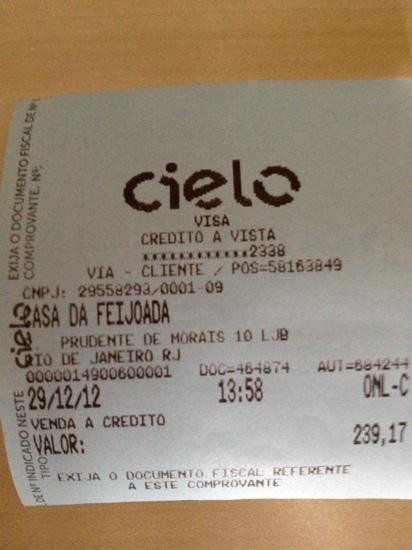 cielo
VISA
CREDITO A VISTA
............2338
VIA - CLIENTE / POS=58163849
CNPJ: 29558293/0001-09
ASA DA FEIJOADA
PRUDENTE DE MORAIS 10 LJB
IO DE JANEIRO RJ
0000014900600001 DOC=464874 AUT=684244
29/12/12 13:58 ONL-C
VENDA A CREDITO
VALOR: 239,17
EXIJA O DOCUMENTO FISCAL REFERENTE
A ESTE COMPROVANTE
EXIJA O DOCUMENTO FISCAL DE Nº
COMPROVANTE. Nº:
cielo
DE Nº INDICADO NESTE
TIPO